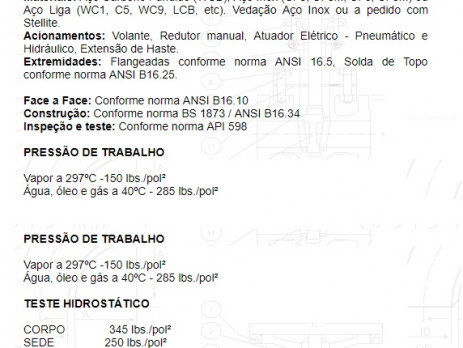 Aço Liga (WC1, C5, WC9, LCB, etc). Vedação Aço Inox ou a pedido com
Stellite.
Acionamentos: Volante, Redutor manual, Atuador Elétrico - Pneumático e
Hidráulico, Extensão de Haste.
Extremidades: Flangeadas conforme norma ANSI 16.5, Solda de Topo
conforme norma ANSI B16.25.
Face a Face: Conforme norma ANSI B16.10
Construção: Conforme norma BS 1873 / ANSI B16.34
Inspeção e teste: Conforme norma API 598
PRESSÃO DE TRABALHO
Vapor a 297ºC -150 lbs./pol²
Água, óleo e gás a 40ºC - 285 lbs./pol²
PRESSÃO DE TRABALHO
Vapor a 297ºC -150 lbs./pol²
Água, óleo e gás a 40ºC - 285 lbs./pol²
TESTE HIDROSTÁTICO
CORPO 345 lbs./pol²
SEDE 250 lbs./pol²